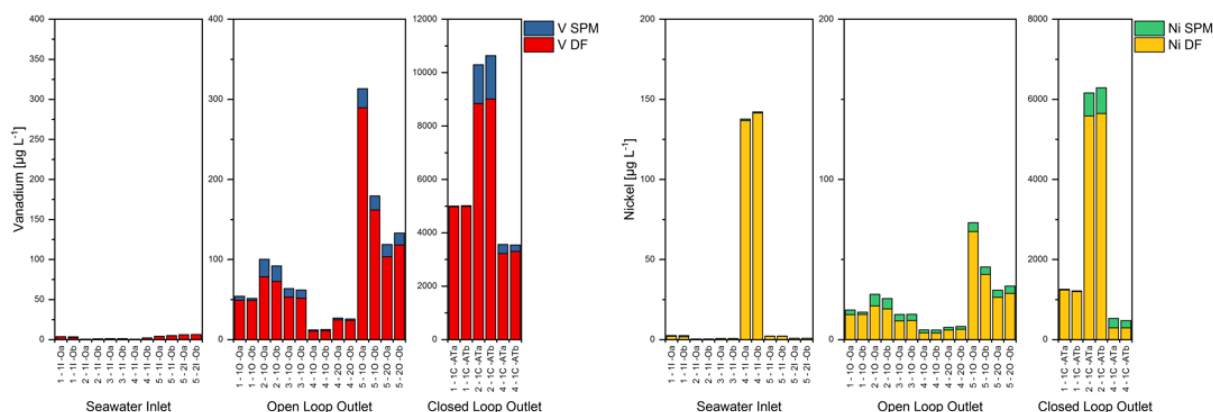 Vanadium [µg L⁻¹]
400
350
300
250
200
150
100
50
0
1 - 1I-Oa
1 - 1I-Ob
2 - 1I-Oa
2 - 1I-Ob
3 - 1I-Oa
3 - 1I-Ob
4 - 1I-Oa
4 - 1I-Ob
5 - 1I-Oa
5 - 1I-Ob
5 - 2I-Oa
5 - 2I-Ob
Seawater Inlet
400
300
200
100
0
1 - 1O-Oa
1 - 1O-Ob
2 - 1O-Oa
2 - 1O-Ob
3 - 1O-Oa
3 - 1O-Ob
4 - 1O-Oa
4 - 1O-Ob
4 - 2O-Oa
4 - 2O-Ob
5 - 1O-Oa
5 - 1O-Ob
5 - 2O-Oa
5 - 2O-Ob
Open Loop Outlet
12000
10000
8000
6000
4000
2000
0
1 - 1C-ATa
1 - 1C-ATb
2 - 1C-ATa
2 - 1C-ATb
4 - 1C-ATa
4 - 1C-ATb
Closed Loop Outlet
V SPM
V DF
Nickel [µg L⁻¹]
200
150
100
50
0
1 - 1I-Oa
1 - 1I-Ob
2 - 1I-Oa
2 - 1I-Ob
3 - 1I-Oa
3 - 1I-Ob
4 - 1I-Oa
4 - 1I-Ob
5 - 1I-Oa
5 - 1I-Ob
5 - 2I-Oa
5 - 2I-Ob
Seawater Inlet
200
100
0
1 - 1O-Oa
1 - 1O-Ob
2 - 1O-Oa
2 - 1O-Ob
3 - 1O-Oa
3 - 1O-Ob
4 - 1O-Oa
4 - 1O-Ob
4 - 2O-Oa
4 - 2O-Ob
5 - 1O-Oa
5 - 1O-Ob
5 - 2O-Oa
5 - 2O-Ob
Open Loop Outlet
8000
6000
4000
2000
0
1 - 1C-ATa
1 - 1C-ATb
2 - 1C-ATa
2 - 1C-ATb
4 - 1C-ATa
4 - 1C-ATb
Closed Loop Outlet
Ni SPM
Ni DF